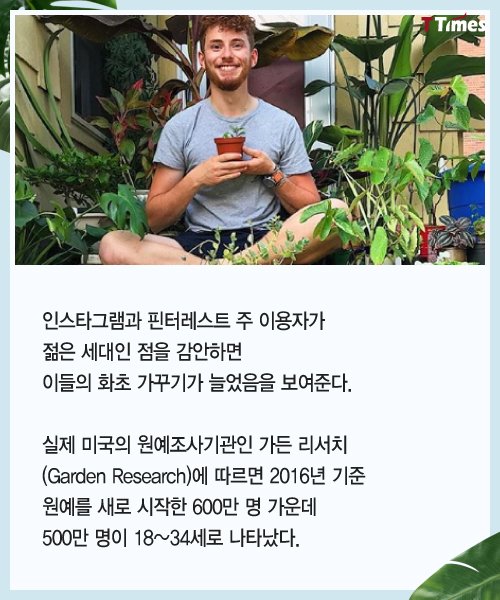 TTimes
인스타그램과 핀터레스트 주 이용자가
젊은 세대인 점을 감안하면
이들의 화초 가꾸기가 늘었음을 보여준다.
실제 미국의 원예조사기관인 가든 리서치
(Garden Research)에 따르면 2016년 기준
원예를 새로 시작한 600만 명 가운데
500만 명이 18~34세로 나타났다.